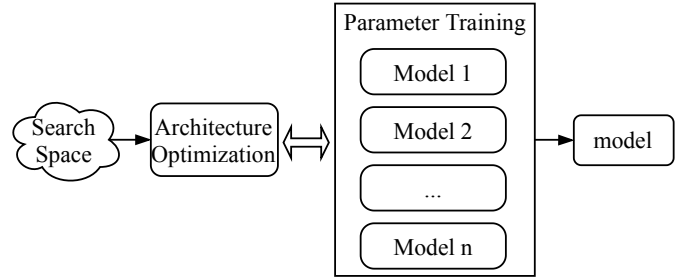 Search
Space
Architecture
Optimization
Parameter Training
Model 1
Model 2
...
Model n
model